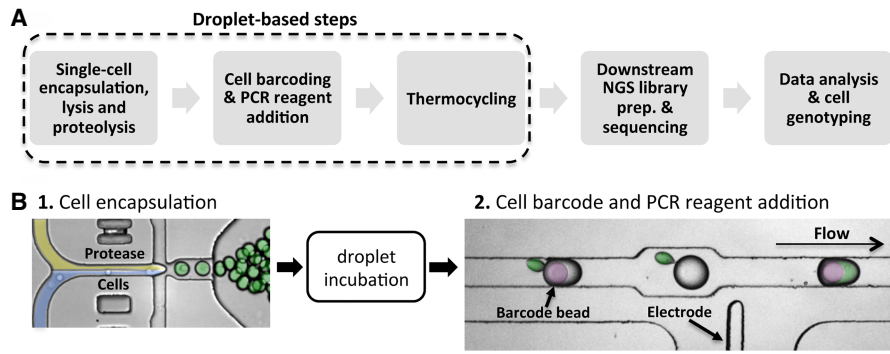 A
Droplet-based steps
Single-cell
encapsulation,
lysis and
proteolysis
Cell barcoding
& PCR reagent
addition
Thermocycling
Downstream
NGS library
prep. &
sequencing
Data analysis
& cell
genotyping
B 1. Cell encapsulation
Protease
Cells
droplet
incubation
2. Cell barcode and PCR reagent addition
Flow
Barcode bead
Electrode